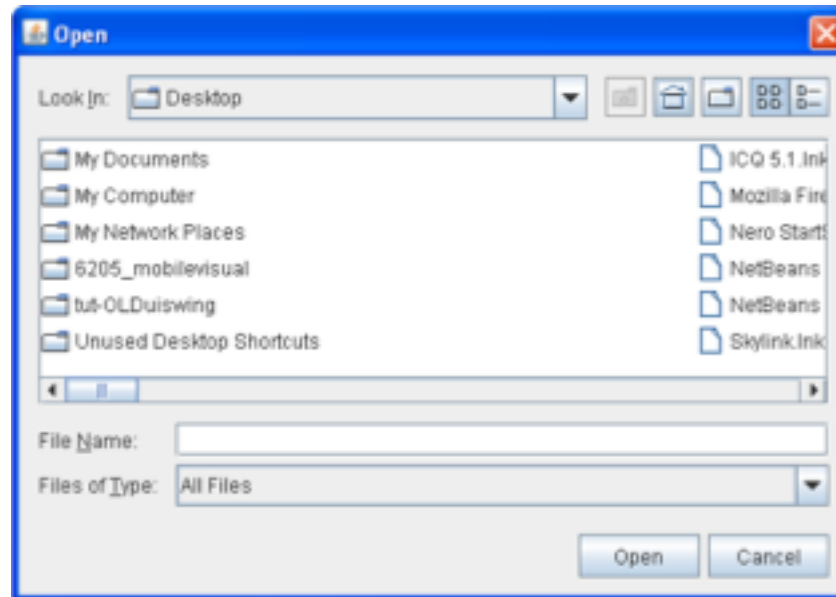 Open
Look In: Desktop
My Documents
My Computer
My Network Places
6205_mobilevisual
tut-OLDuiswing
Unused Desktop Shortcuts
ICQ 5.1.lnk
Mozilla Fire
Nero StartS
NetBeans
NetBeans
Skylink.lnk
File Name:
Files of Type: All Files
Open Cancel